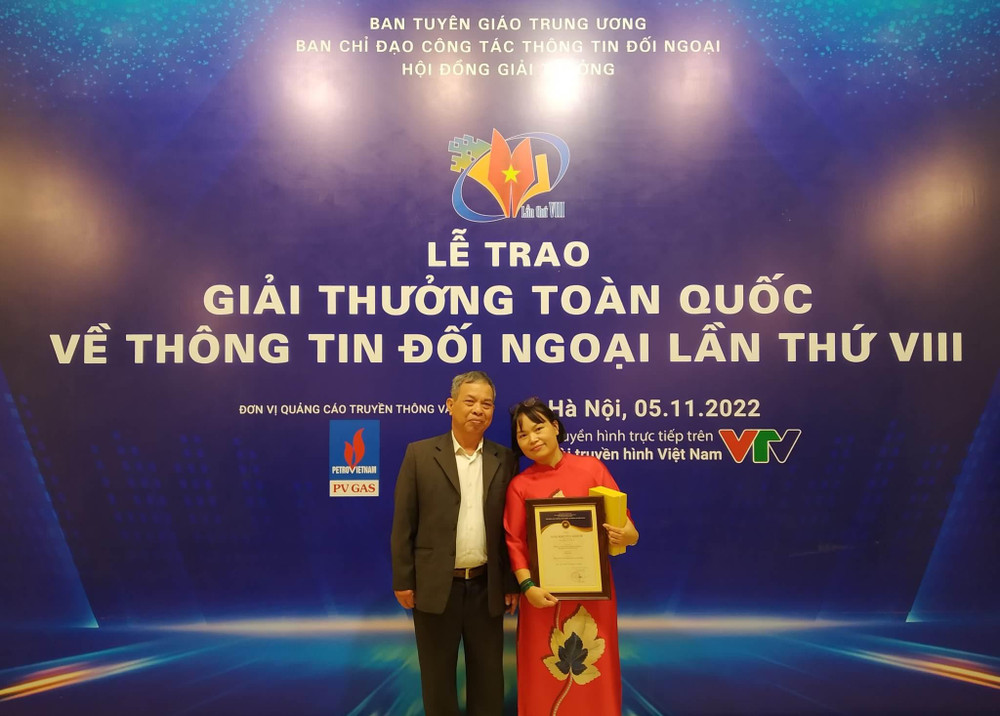 BAN TUYÊN GIÁO TRUNG ƯƠNG
BAN CHỈ ĐẠO CÔNG TÁC THÔNG TIN ĐỐI NGOẠI
HỘI ĐỒNG GIẢI THƯỞNG
Lần thứ VIII
LỄ TRAO
GIẢI THƯỞNG TOÀN QUỐC
VỀ THÔNG TIN ĐỐI NGOẠI LẦN THỨ VIII
ĐƠN VỊ QUẢNG CÁO TRUYỀN THÔNG VÀ
PETROVIETNAM
PV GAS
Hà Nội, 05.11.2022
truyền hình trực tiếp trên
truyền hình Việt Nam
VTV